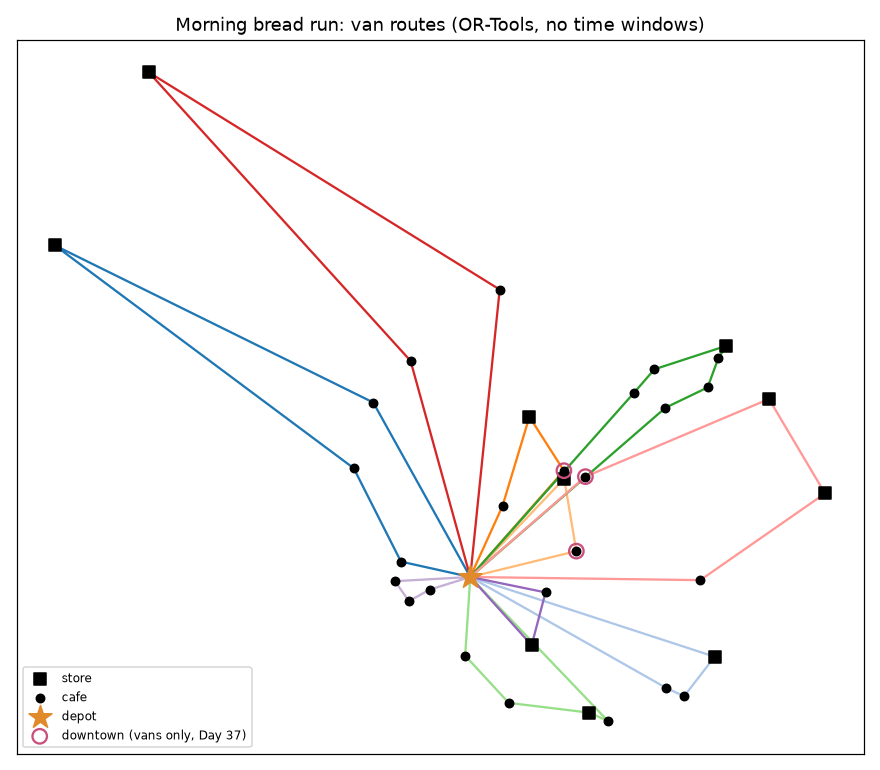 Morning bread run: van routes (OR-Tools, no time windows)
store
cafe
depot
downtown (vans only, Day 37)